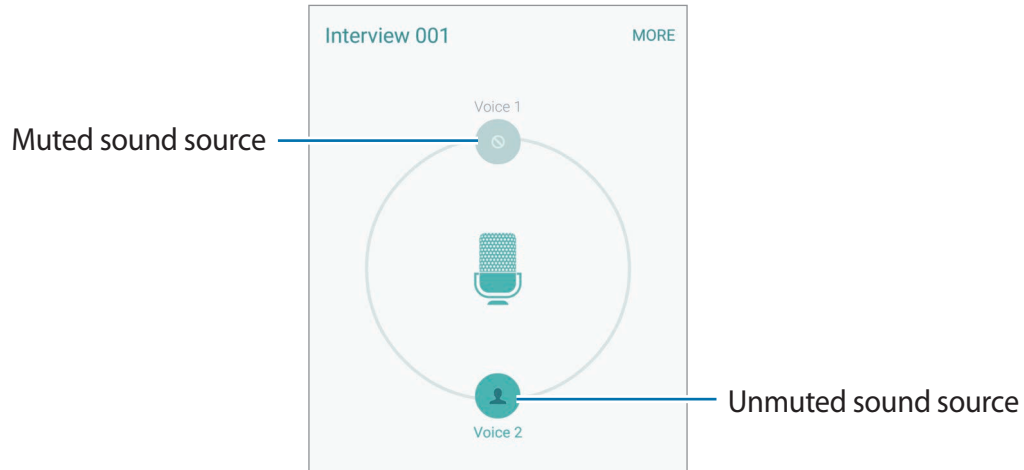 Interview 001 MORE
Voice 1
Muted sound source
Unmuted sound source
Voice 2